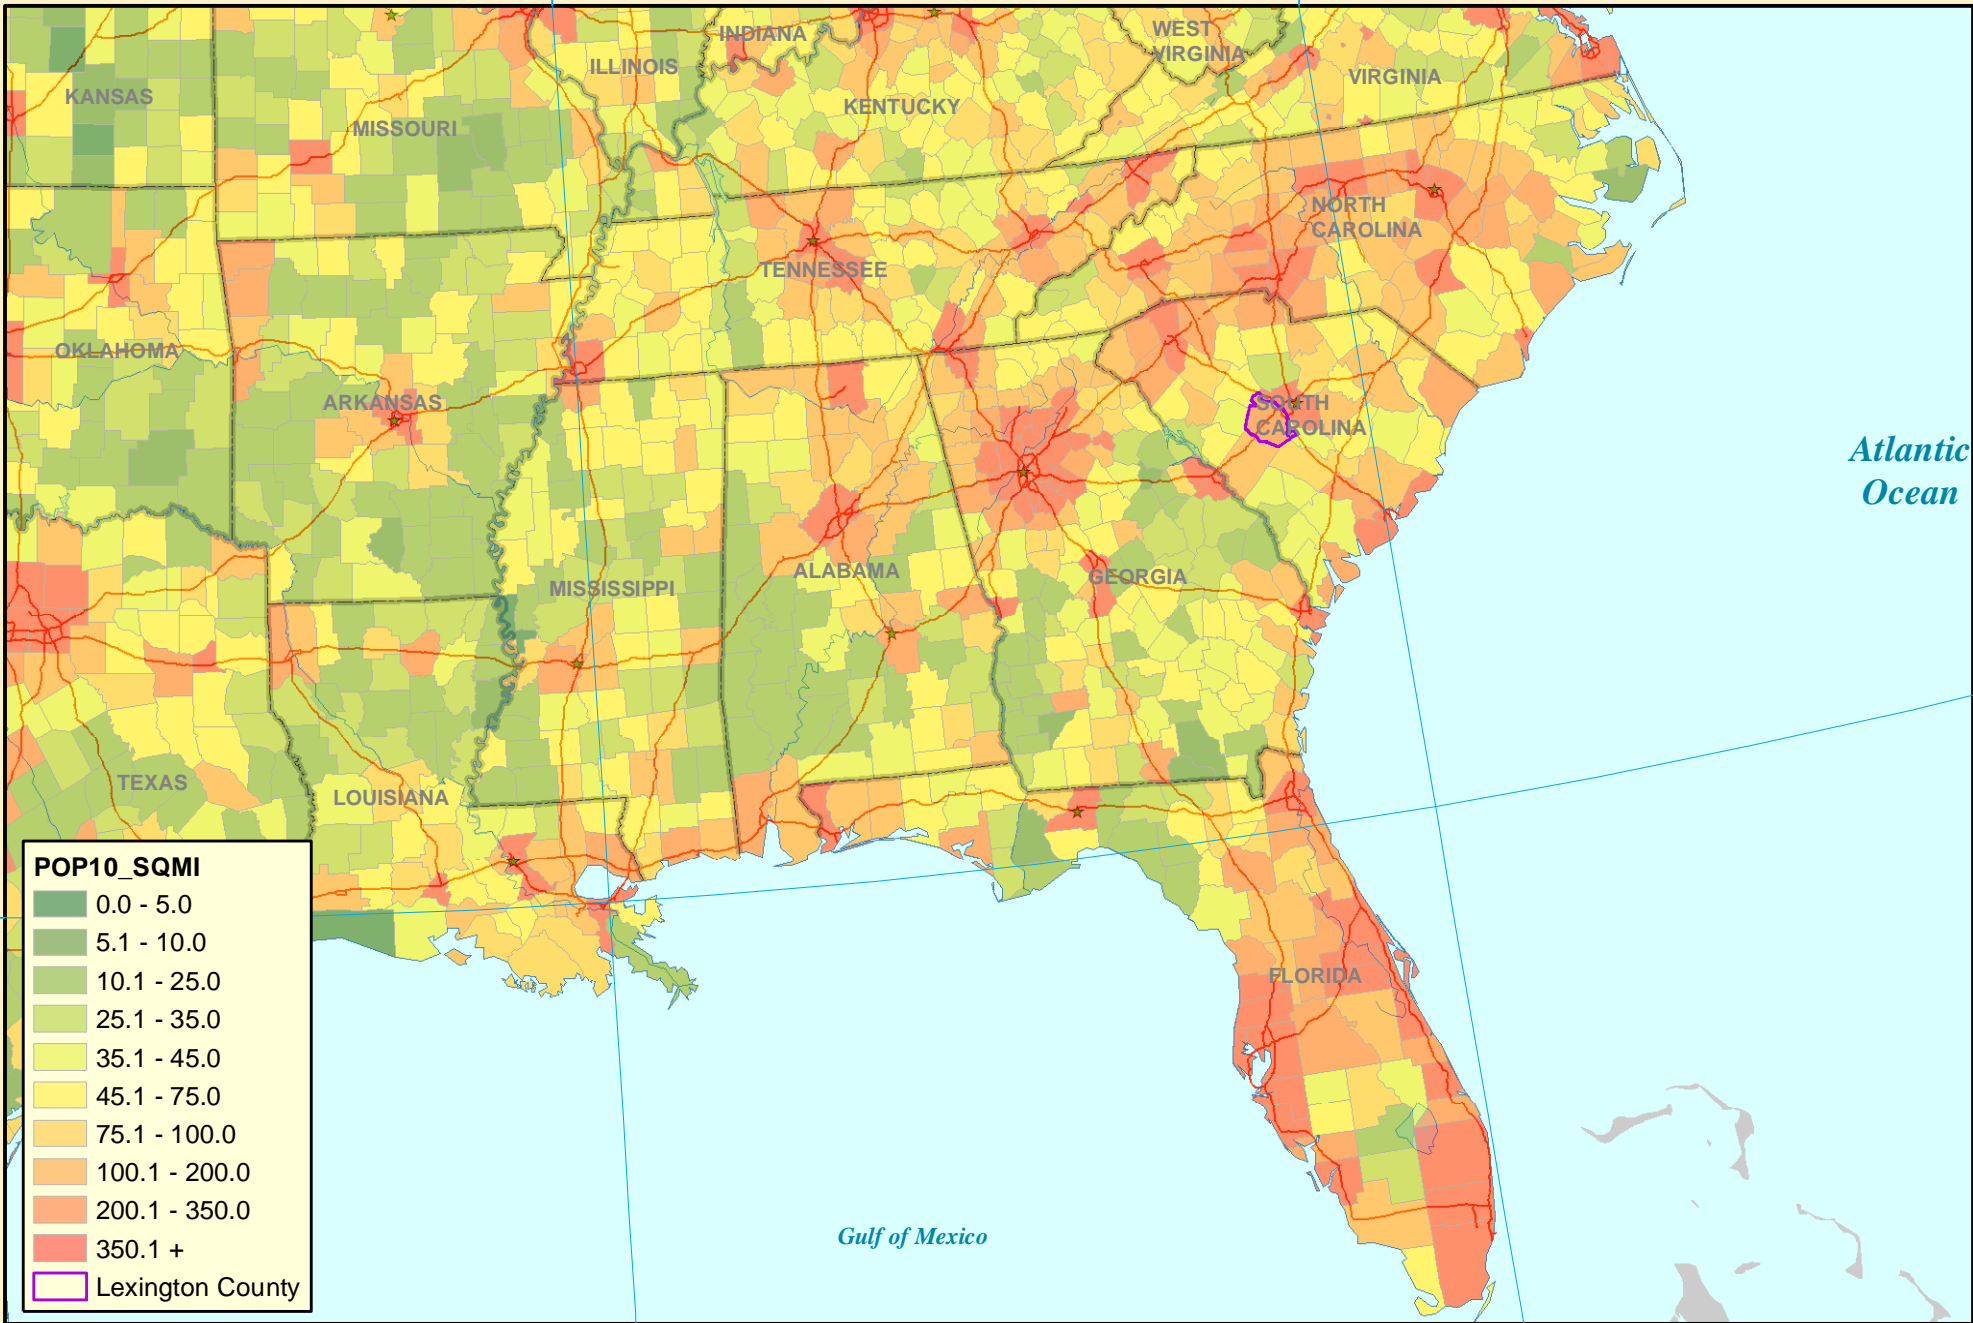 INDIANA
WEST
VIRGINIA
ILLINOIS
VIRGINIA
KANSAS
KENTUCKY
MISSOURI
NORTH
CAROLINA
TENNESSEE
OKLAHOMA
ARKANSAS
SOUTH
CAROLINA
Atlantic
Ocean
ALABAMA
GEORGIA
MISSISSIPPI
TEXAS
LOUISIANA
FLORIDA
Gulf of Mexico
POP10_SQMI
0.0 - 5.0
5.1 - 10.0
10.1 - 25.0
25.1 - 35.0
35.1 - 45.0
45.1 - 75.0
75.1 - 100.0
100.1 - 200.0
200.1 - 350.0
350.1 +
Lexington County